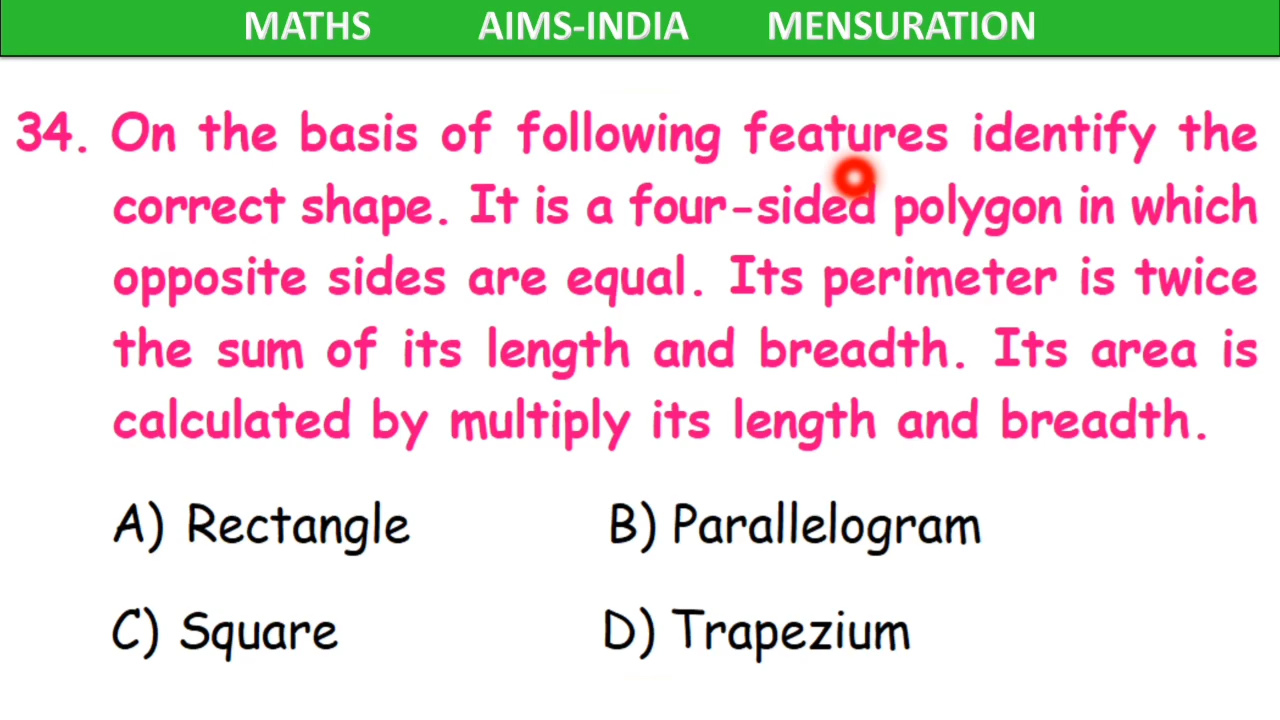 MATHS AIMS-INDIA MENSURATION
34. On the basis of following features identify the
correct shape. It is a four-sided polygon in which
opposite sides are equal. Its perimeter is twice
the sum of its length and breadth. Its area is
calculated by multiply its length and breadth.
A) Rectangle B) Parallelogram
C) Square D) Trapezium